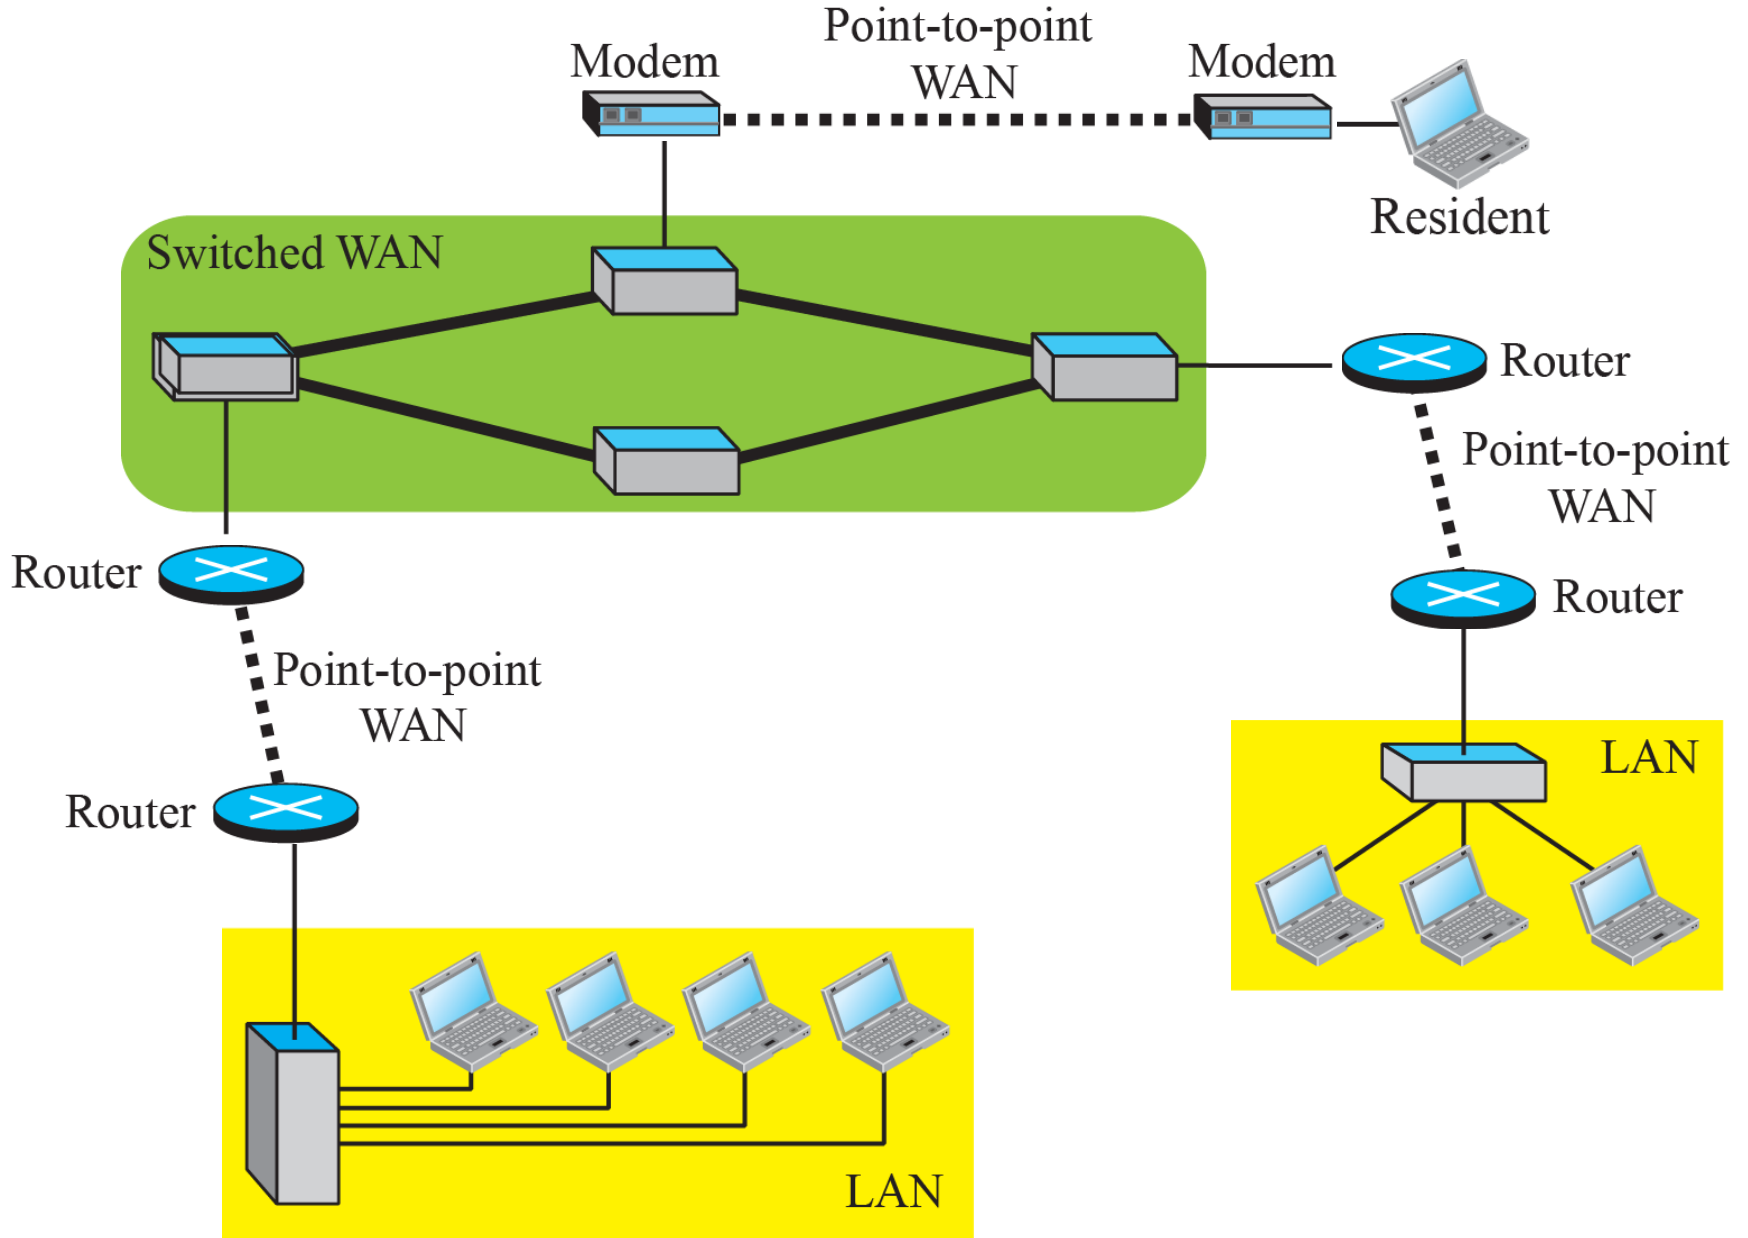 Point-to-point
WAN
Modem
Modem
Resident
Switched WAN
Router
Point-to-point
WAN
Router
Router
Point-to-point
WAN
Router
LAN
LAN